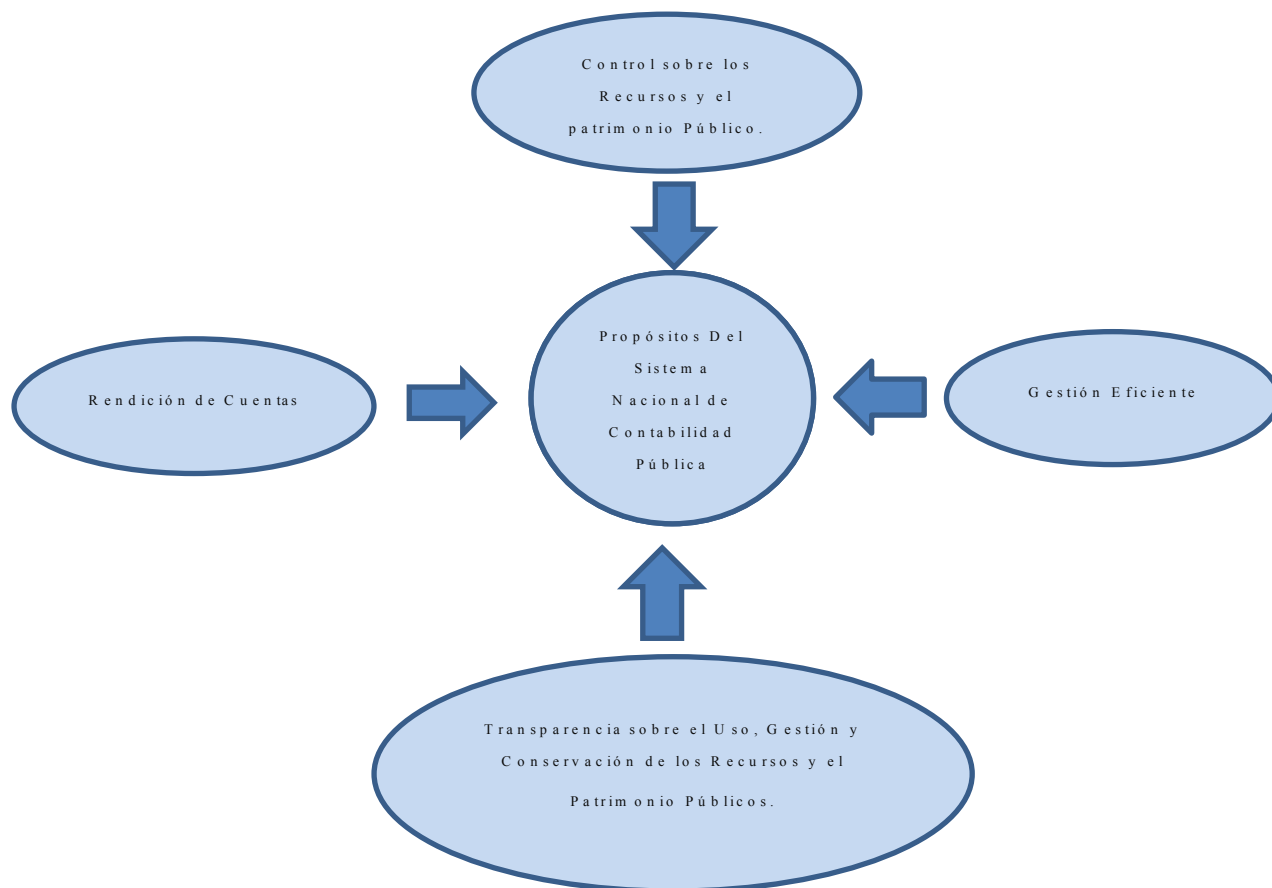 Control sobre los
Recursos y el
patrimonio Público.
Propósitos Del
Sistema
Nacional de
Contabilidad
Pública
Rendición de Cuentas
Gestión Eficiente
Transparencia sobre el Uso, Gestión y
Conservación de los Recursos y el
Patrimonio Públicos.